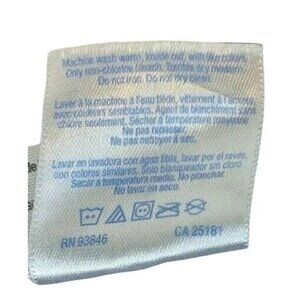 Machine wash warm, inside out, with like colors.
Only non-chlorine bleach. Tumble dry medium.
Do not iron. Do not dry clean.
Laver à la machine à l'eau tiède, vêtement à l'envers,
avec couleurs semblables. Agent de blanchiment sans
chlore seulement. Sécher à température moyenne.
Ne pas repasser.
Ne pas nettoyer à sec.
Lavar en lavadora con agua tibia, lavar por el revés,
con colores similares. Solo blanqueador sin cloro.
Secar a temperatura media. No planchar.
No lavar en seco.
RN 93846 CA 25181